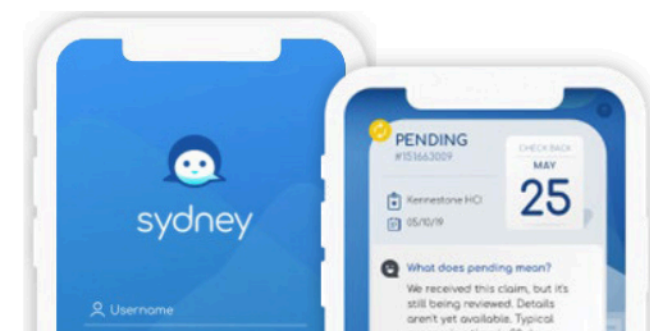 sydney
Username
PENDING
#151663009
CHECK BACK
MAY
25
Kennestone HCI
05/10/19
What does pending mean?
We received this claim, but it's
still being reviewed. Details
aren't yet available. Typical